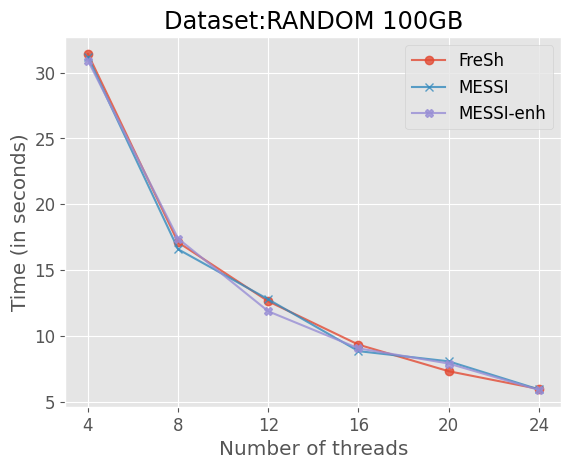 Dataset:RANDOM 100GB
FreSh
MESSI
MESSI-enh
Time (in seconds)
30
25
20
15
10
5
4 8 12 16 20 24
Number of threads